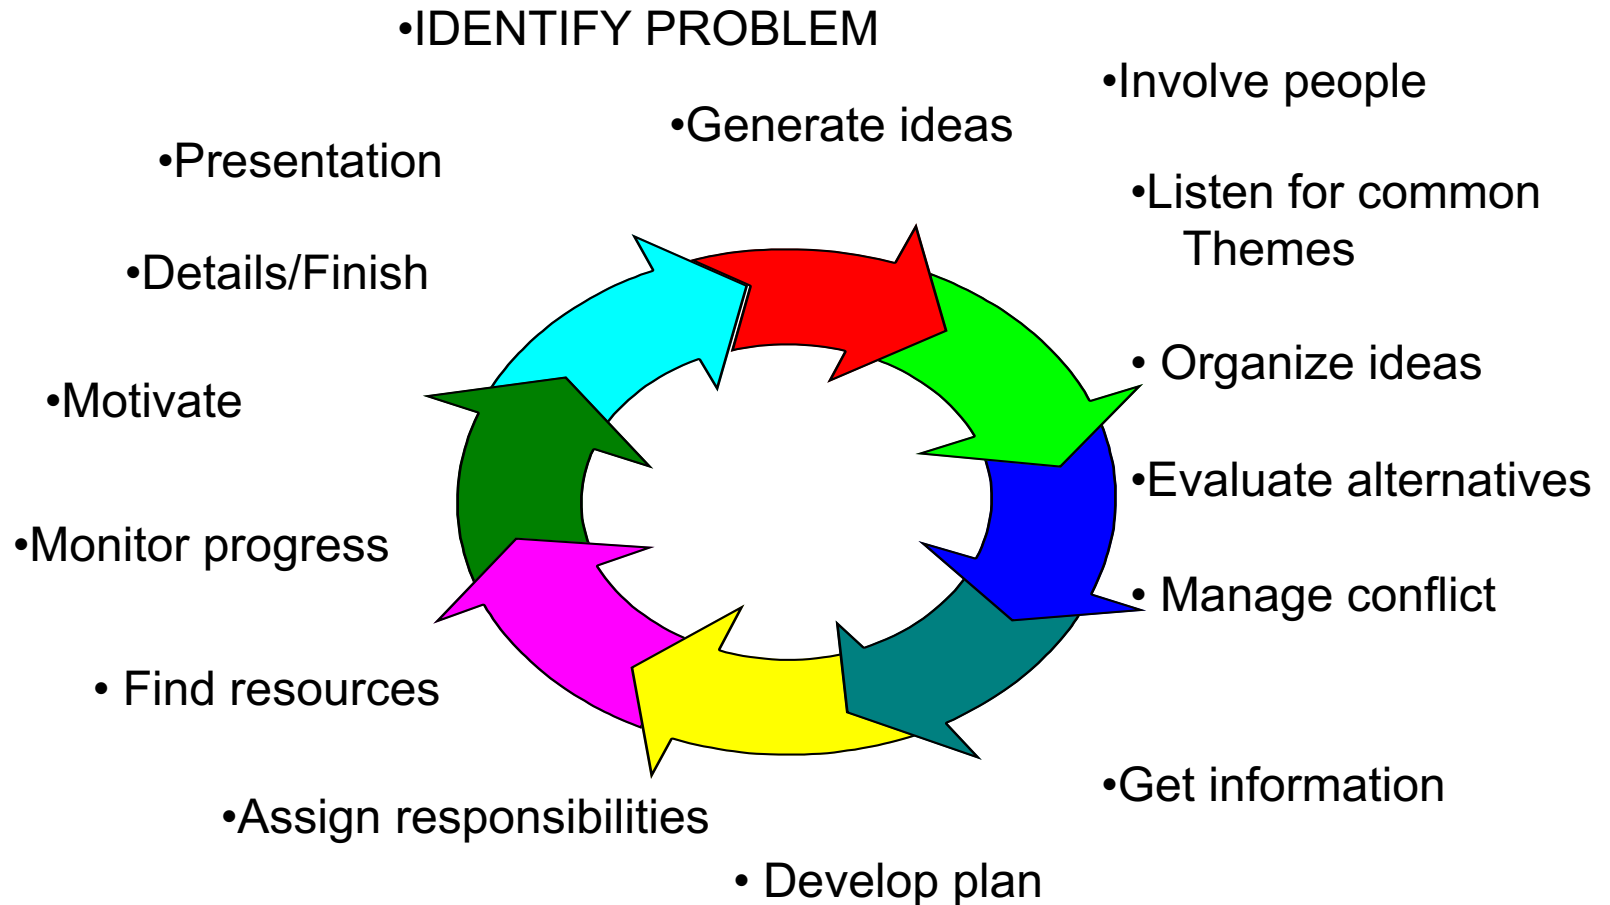 •IDENTIFY PROBLEM
•Generate ideas
•Involve people
•Listen for common
Themes
• Organize ideas
•Evaluate alternatives
• Manage conflict
•Get information
• Develop plan
•Assign responsibilities
• Find resources
•Monitor progress
•Motivate
•Details/Finish
•Presentation